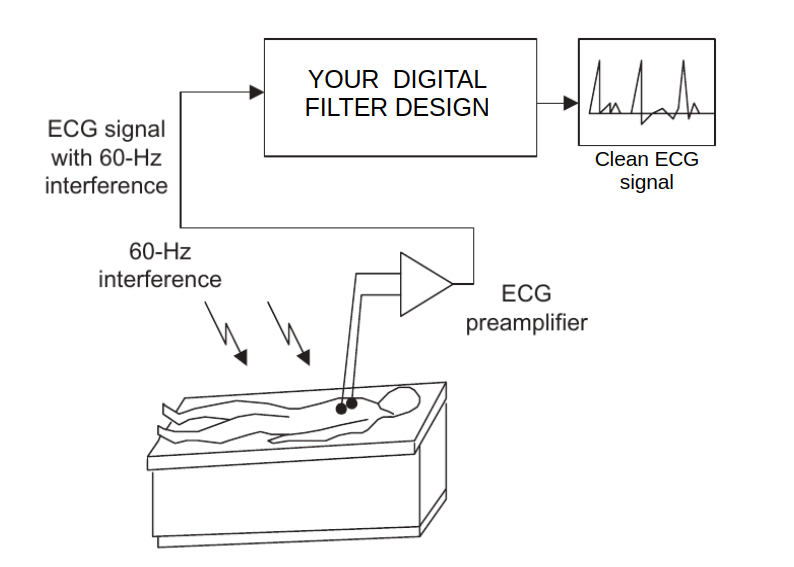 YOUR DIGITAL
FILTER DESIGN
ECG signal
with 60-Hz
interference
Clean ECG
signal
60-Hz
interference
ECG
preamplifier